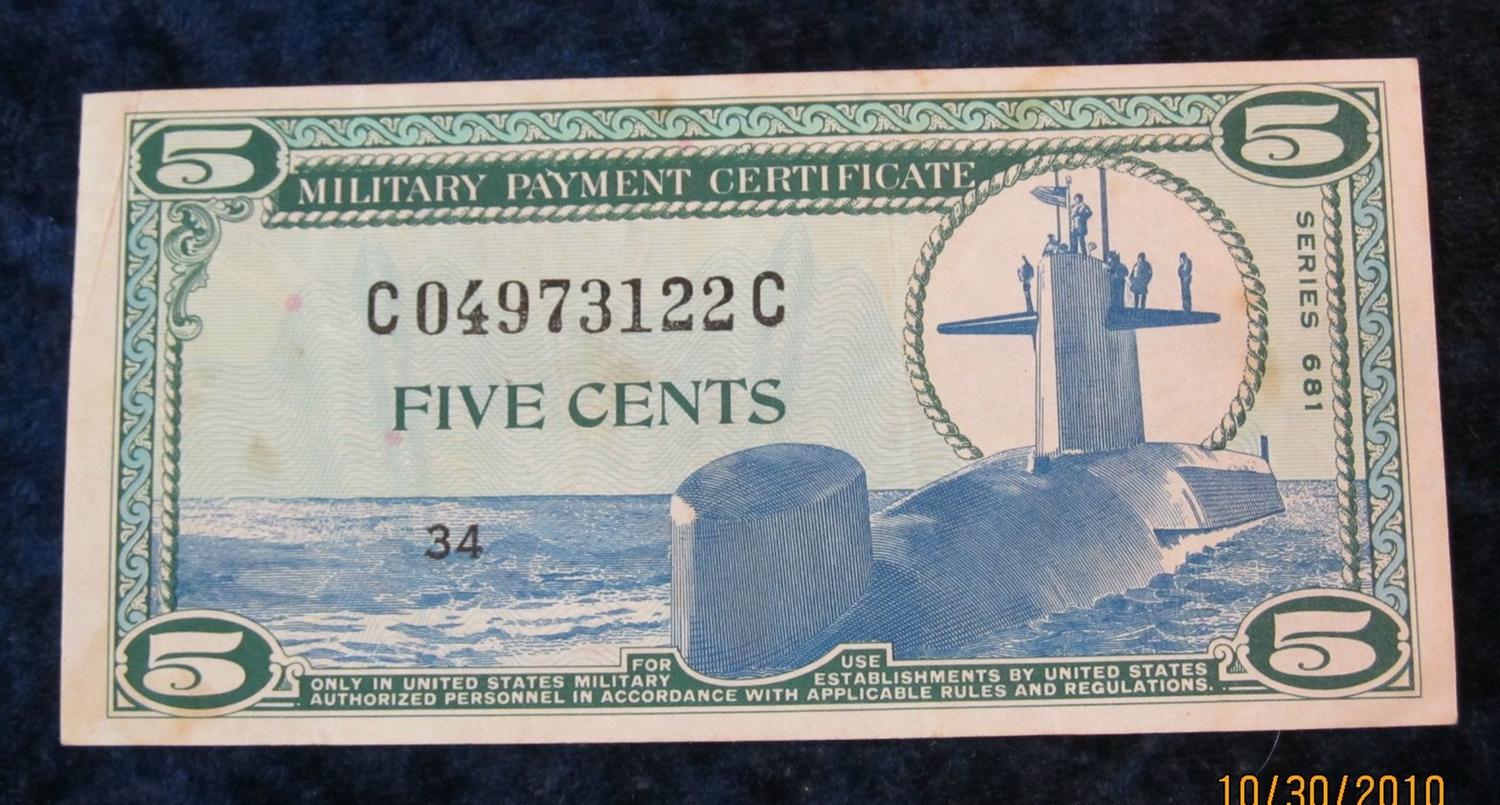 5
5
MILITARY PAYMENT CERTIFICATE
SERIES 681
C04973122C
FIVE CENTS
34
5
5
FOR USE
ONLY IN UNITED STATES MILITARY ESTABLISHMENTS BY UNITED STATES
AUTHORIZED PERSONNEL IN ACCORDANCE WITH APPLICABLE RULES AND REGULATIONS.
10/30/2010